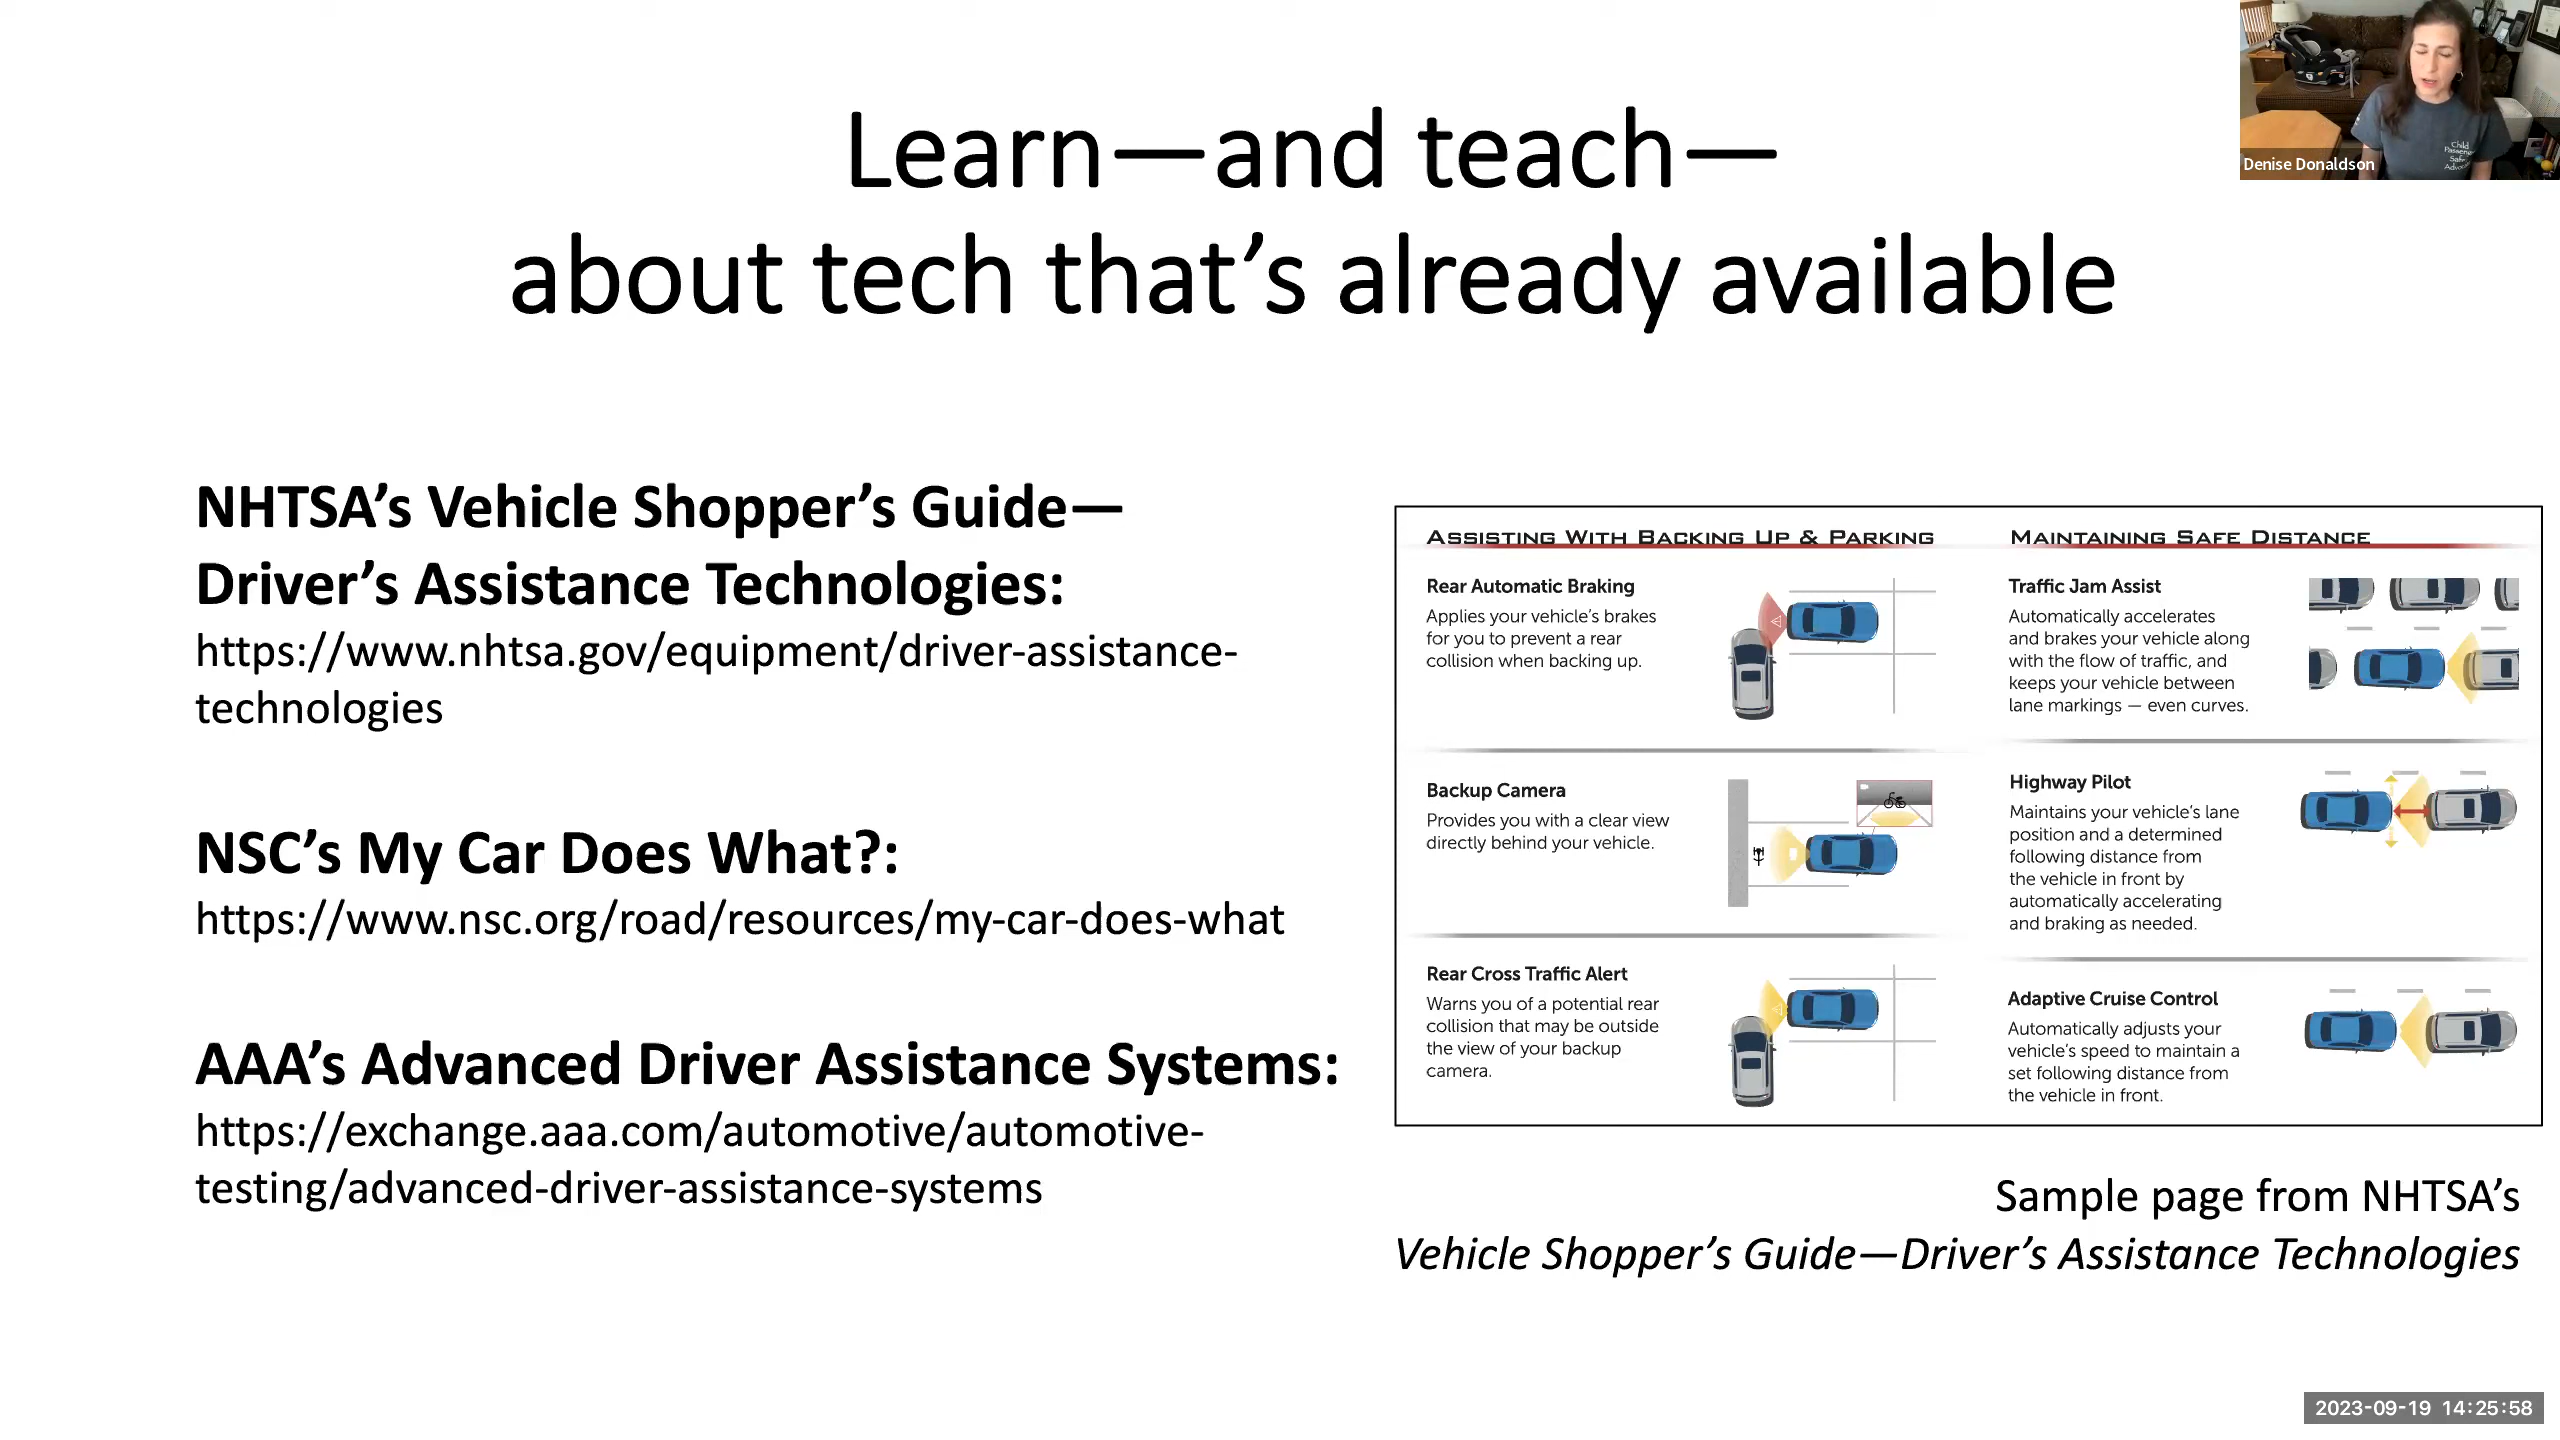 Learn—and teach—
about tech that’s already available
Denise Donaldson
Child
Safe
NHTSA’s Vehicle Shopper’s Guide—
Driver’s Assistance Technologies:
https://www.nhtsa.gov/equipment/driver-assistance-
technologies
NSC’s My Car Does What?:
https://www.nsc.org/road/resources/my-car-does-what
AAA’s Advanced Driver Assistance Systems:
https://exchange.aaa.com/automotive/automotive-
testing/advanced-driver-assistance-systems
Assisting With Backing Up & Parking
Rear Automatic Braking
Applies your vehicle’s brakes
for you to prevent a rear
collision when backing up.
Backup Camera
Provides you with a clear view
directly behind your vehicle.
Rear Cross Traffic Alert
Warns you of a potential rear
collision that may be outside
the view of your backup
camera.
Maintaining Safe Distance
Traffic Jam Assist
Automatically accelerates
and brakes your vehicle along
with the flow of traffic, and
keeps your vehicle between
lane markings — even curves.
Highway Pilot
Maintains your vehicle’s lane
position and a determined
following distance from
the vehicle in front by
automatically accelerating
and braking as needed.
Adaptive Cruise Control
Automatically adjusts your
vehicle’s speed to maintain a
set following distance from
the vehicle in front.
Sample page from NHTSA’s
Vehicle Shopper’s Guide—Driver’s Assistance Technologies
2023-09-19 14:25:58